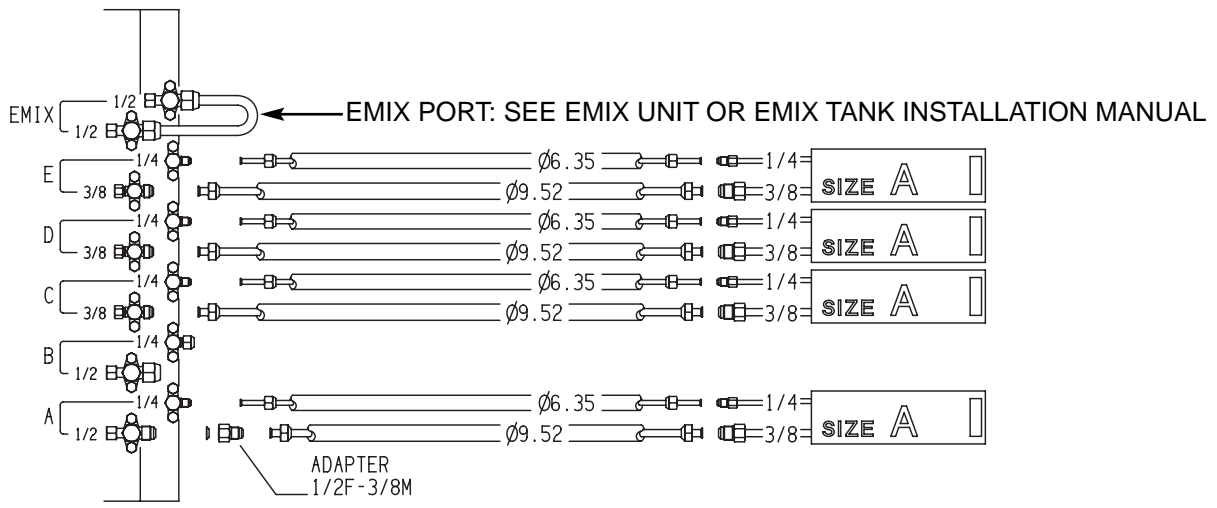 EMIX
1/2
1/2
EMIX PORT: SEE EMIX UNIT OR EMIX TANK INSTALLATION MANUAL
E
1/4
3/8
Ø6.35
Ø9.52
1/4
3/8
SIZE A
D
1/4
3/8
Ø6.35
Ø9.52
1/4
3/8
SIZE A
C
1/4
3/8
Ø6.35
Ø9.52
1/4
3/8
SIZE A
B
1/4
1/2
A
1/4
1/2
Ø6.35
Ø9.52
1/4
3/8
SIZE A
ADAPTER
1/2F-3/8M